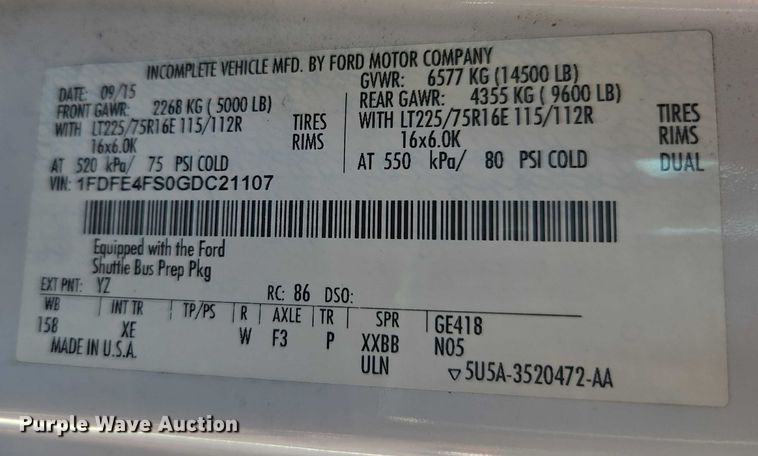 INCOMPLETE VEHICLE MFD. BY FORD MOTOR COMPANY
DATE: 09/15 GVWR: 6577 KG (14500 LB)
FRONT GAWR: 2268 KG ( 5000 LB) REAR GAWR: 4355 KG ( 9600 LB)
WITH LT225/75R16E 115/112R TIRES WITH LT225/75R16E 115/112R TIRES
16x6.0K RIMS 16x6.0K RIMS
AT 520 kPa/ 75 PSI COLD AT 550 kPa/ 80 PSI COLD DUAL
VIN: 1FDFE4FS0GDC21107
Equipped with the Ford
Shuttle Bus Prep Pkg
EXT PNT: YZ RC: 86 DSO:
WB INT TR TP/PS R AXLE TR SPR GE418
158 XE W F3 P XXBB N05
MADE IN U.S.A. ULN ▽5U5A-3520472-AA
Purple Wave Auction